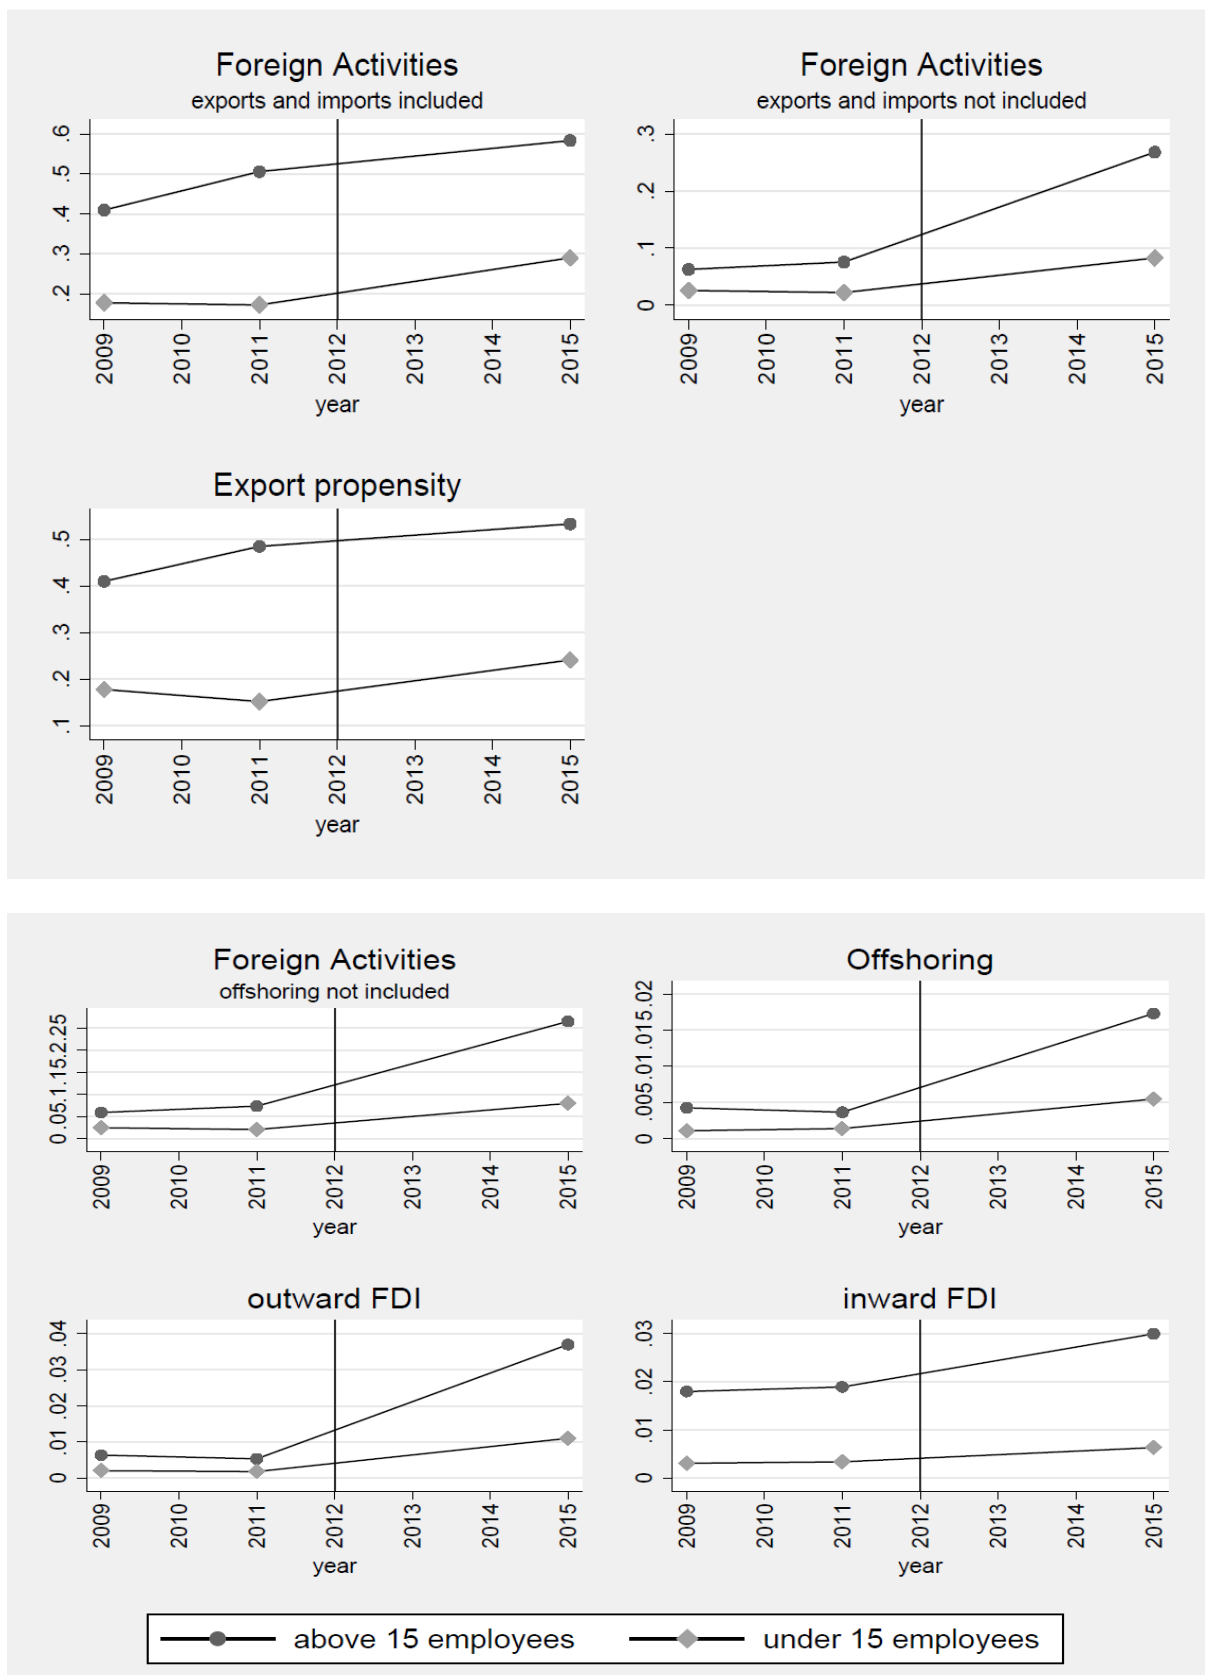 Foreign Activities
exports and imports included
.6
.5
.4
.3
.2
2009 2010 2011 2012 2013 2014 2015
year
Foreign Activities
exports and imports not included
.3
.2
.1
0
2009 2010 2011 2012 2013 2014 2015
year
Export propensity
.5
.4
.3
.2
.1
2009 2010 2011 2012 2013 2014 2015
year
Foreign Activities
offshoring not included
0 .05 .1 .15 .2 .25
2009 2010 2011 2012 2013 2014 2015
year
Offshoring
0 .005 .01 .015 .02
2009 2010 2011 2012 2013 2014 2015
year
outward FDI
.04
.03
.02
.01
0
2009 2010 2011 2012 2013 2014 2015
year
inward FDI
.03
.02
.01
0
2009 2010 2011 2012 2013 2014 2015
year
above 15 employees under 15 employees